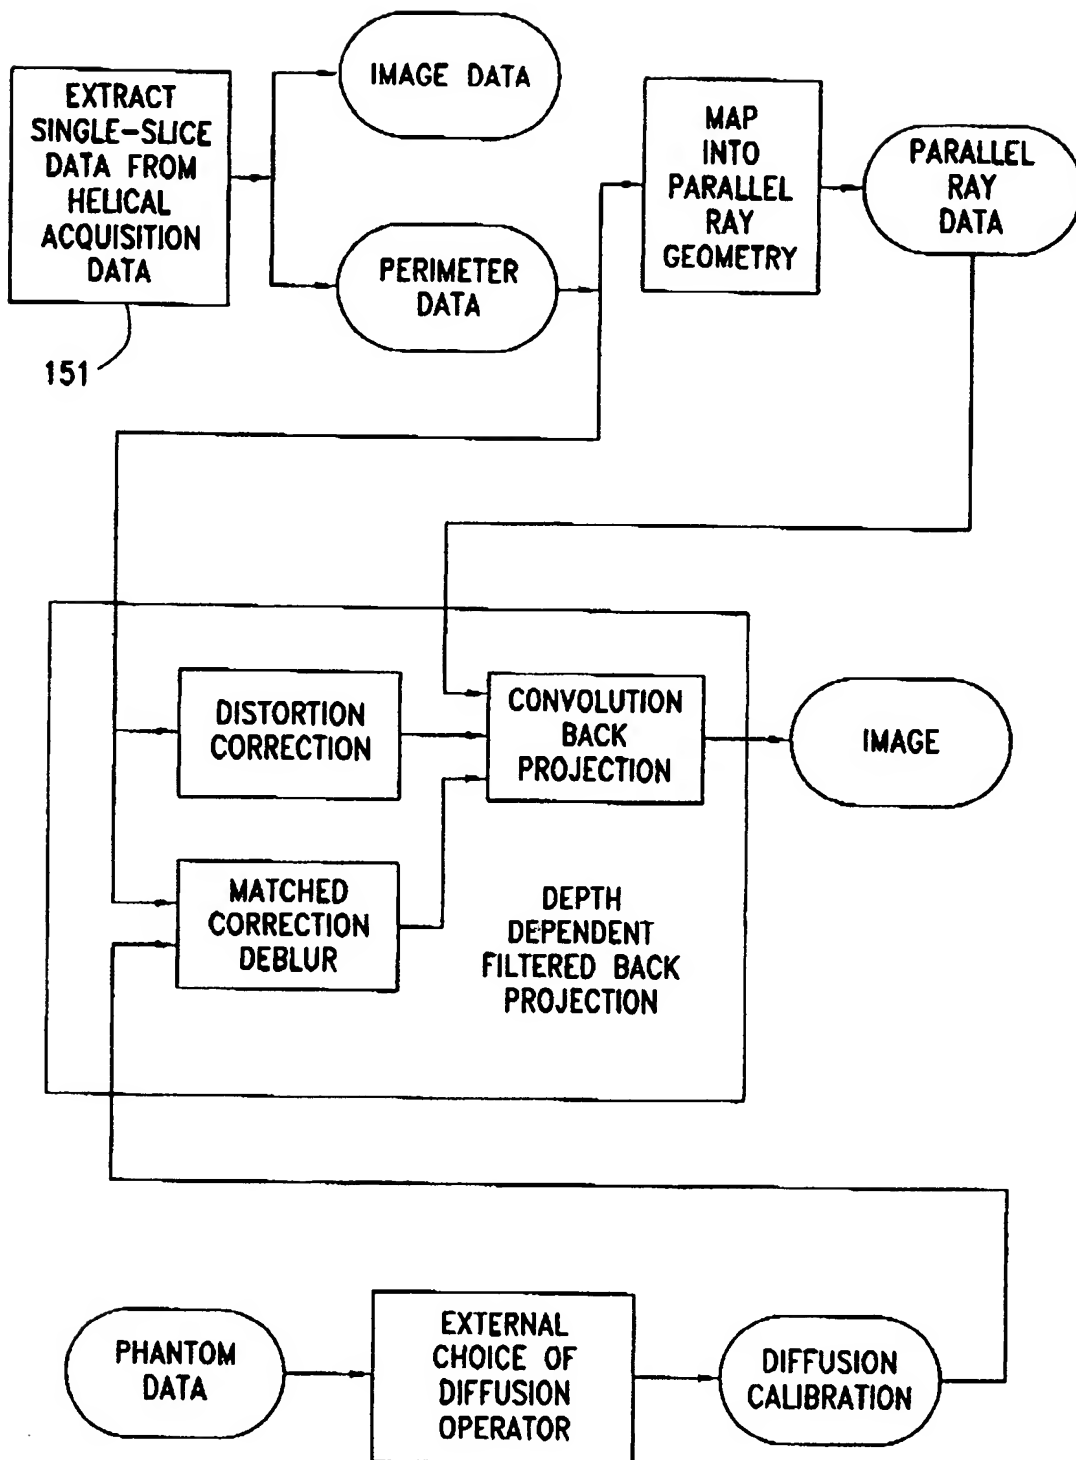 EXTRACT
SINGLE-SLICE
DATA FROM
HELICAL
ACQUISITION
DATA
151
IMAGE DATA
PERIMETER
DATA
MAP
INTO
PARALLEL
RAY
GEOMETRY
PARALLEL
RAY
DATA
DISTORTION
CORRECTION
CONVOLUTION
BACK
PROJECTION
IMAGE
MATCHED
CORRECTION
DEBLUR
DEPTH
DEPENDENT
FILTERED BACK
PROJECTION
PHANTOM
DATA
EXTERNAL
CHOICE OF
DIFFUSION
OPERATOR
DIFFUSION
CALIBRATION